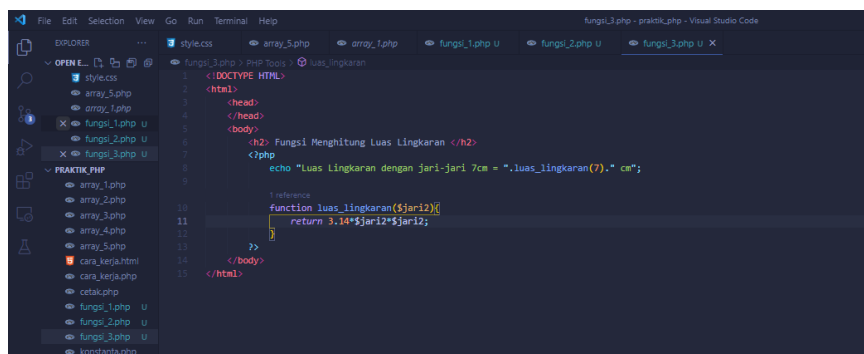 File Edit Selection View Go Run Terminal Help fungsi_3.php - praktik_php - Visual Studio Code
EXPLORER ... style.css array_5.php array_1.php fungsi_1.php U fungsi_2.php U fungsi_3.php U
OPEN E...
style.css
array_5.php
array_1.php
fungsi_1.php U
fungsi_2.php U
fungsi_3.php U
PRAKTIK_PHP
array_1.php
array_2.php
array_3.php
array_4.php
array_5.php
cara_kerja.html
cara_kerja.php
cetak.php
fungsi_1.php U
fungsi_2.php U
fungsi_3.php U
konstanta.php
fungsi_3.php > PHP Tools > luas_lingkaran
1 <!DOCTYPE HTML>
2 <html>
3 <head>
4 </head>
5 <body>
6 <h2> Fungsi Menghitung Luas Lingkaran </h2>
7 <?php
8 echo "Luas Lingkaran dengan jari-jari 7cm = ".luas_lingkaran(7)." cm";
9
1 reference
10 function luas_lingkaran($jari2){
11 return 3.14*$jari2*$jari2;
12 }
13 ?>
14 </body>
15 </html>